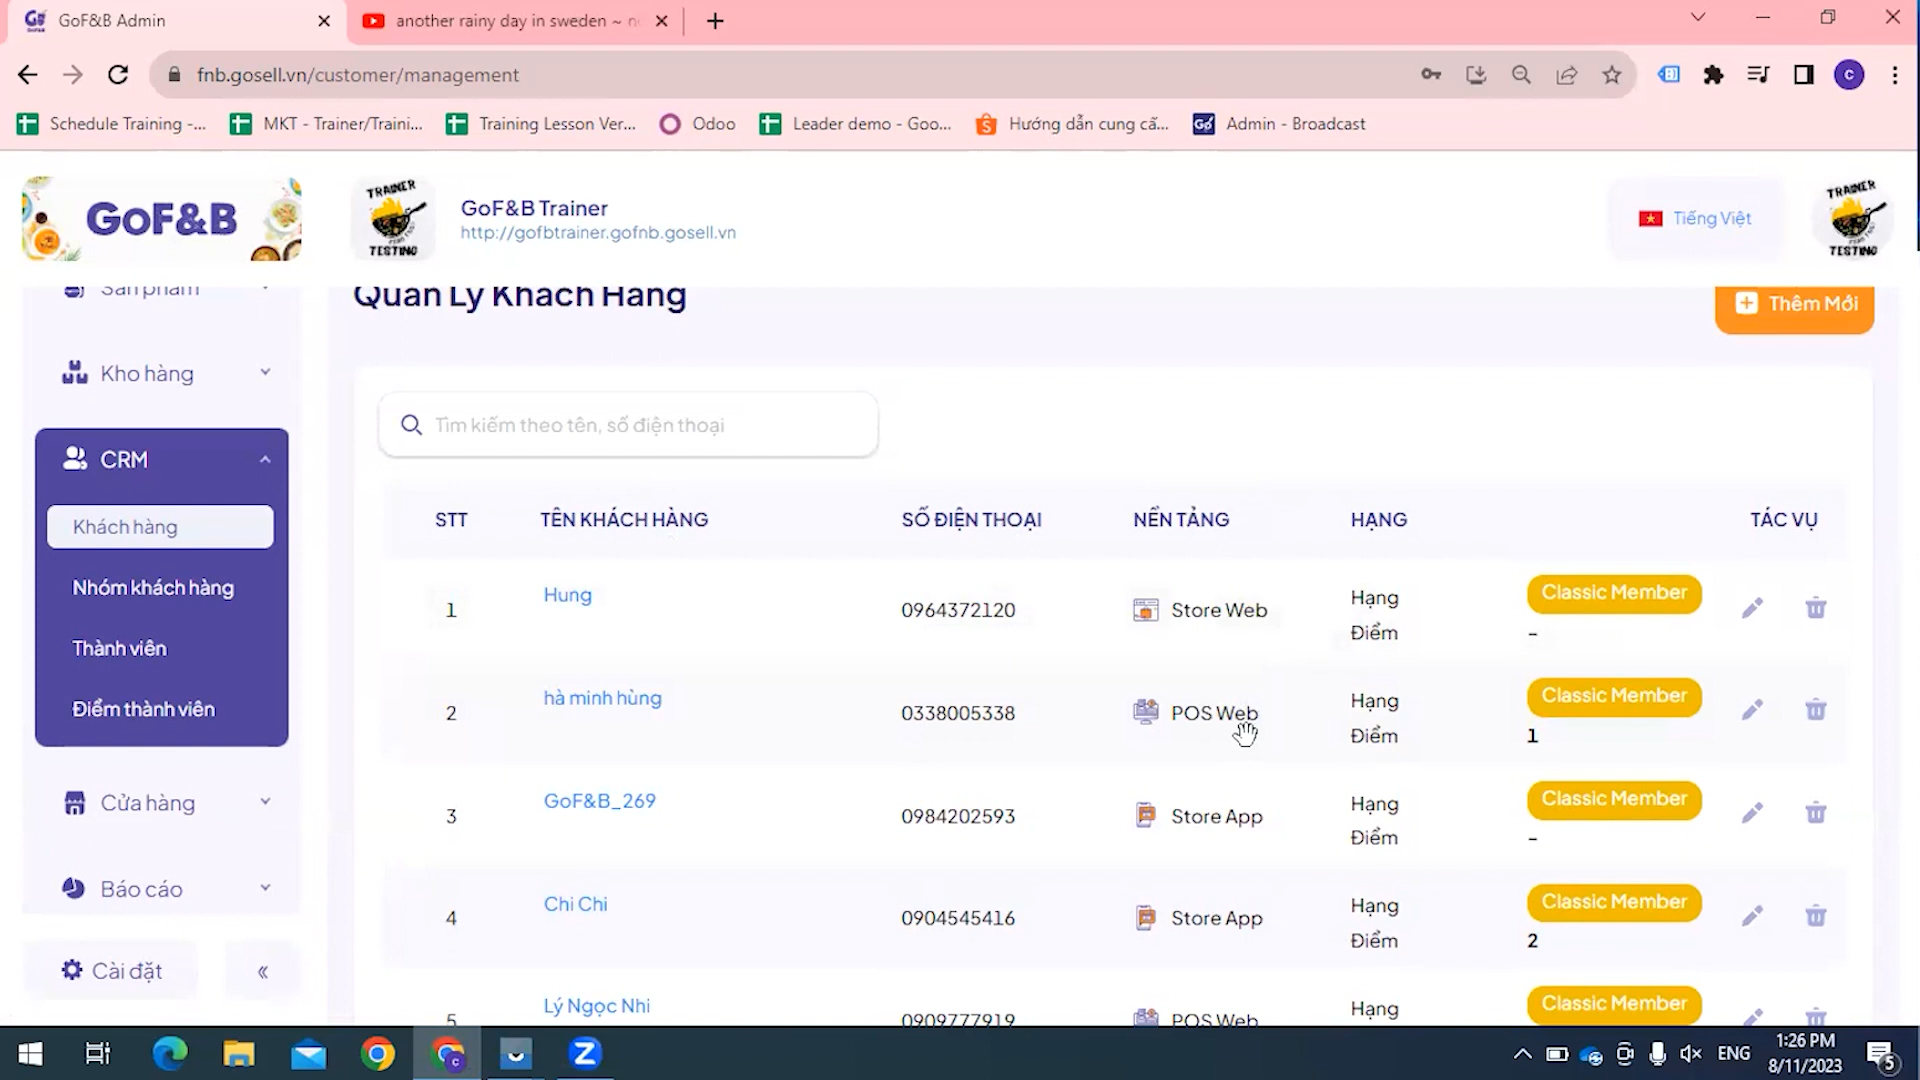 GoF&B Admin
another rainy day in sweden ~
fnb.gosell.vn/customer/management
Schedule Training -...
MKT - Trainer/Traini...
Training Lesson Ver...
Odoo
Leader demo - Goo...
Hướng dẫn cung cấ...
Admin - Broadcast
GoF&B
TRAINER
TESTING
GoF&B Trainer
http://gofbtrainer.gofnb.gosell.vn
Tiếng Việt
TRAINER
TESTING
Sản phẩm
Kho hàng
CRM
Khách hàng
Nhóm khách hàng
Thành viên
Điểm thành viên
Cửa hàng
Báo cáo
Cài đặt
Quản Lý Khách Hàng
Thêm Mới
Tìm kiếm theo tên, số điện thoại
STT TÊN KHÁCH HÀNG SỐ ĐIỆN THOẠI NỀN TẢNG HẠNG TÁC VỤ
1 Hung 0964372120 Store Web Hạng Classic Member
Điểm -
2 hà minh hùng 0338005338 POS Web Hạng Classic Member
Điểm 1
3 GoF&B_269 0984202593 Store App Hạng Classic Member
Điểm -
4 Chi Chi 0904545416 Store App Hạng Classic Member
Điểm 2
5 Lý Ngọc Nhi 0909777919 POS Web Hạng Classic Member
ENG
1:26 PM
8/11/2023
5